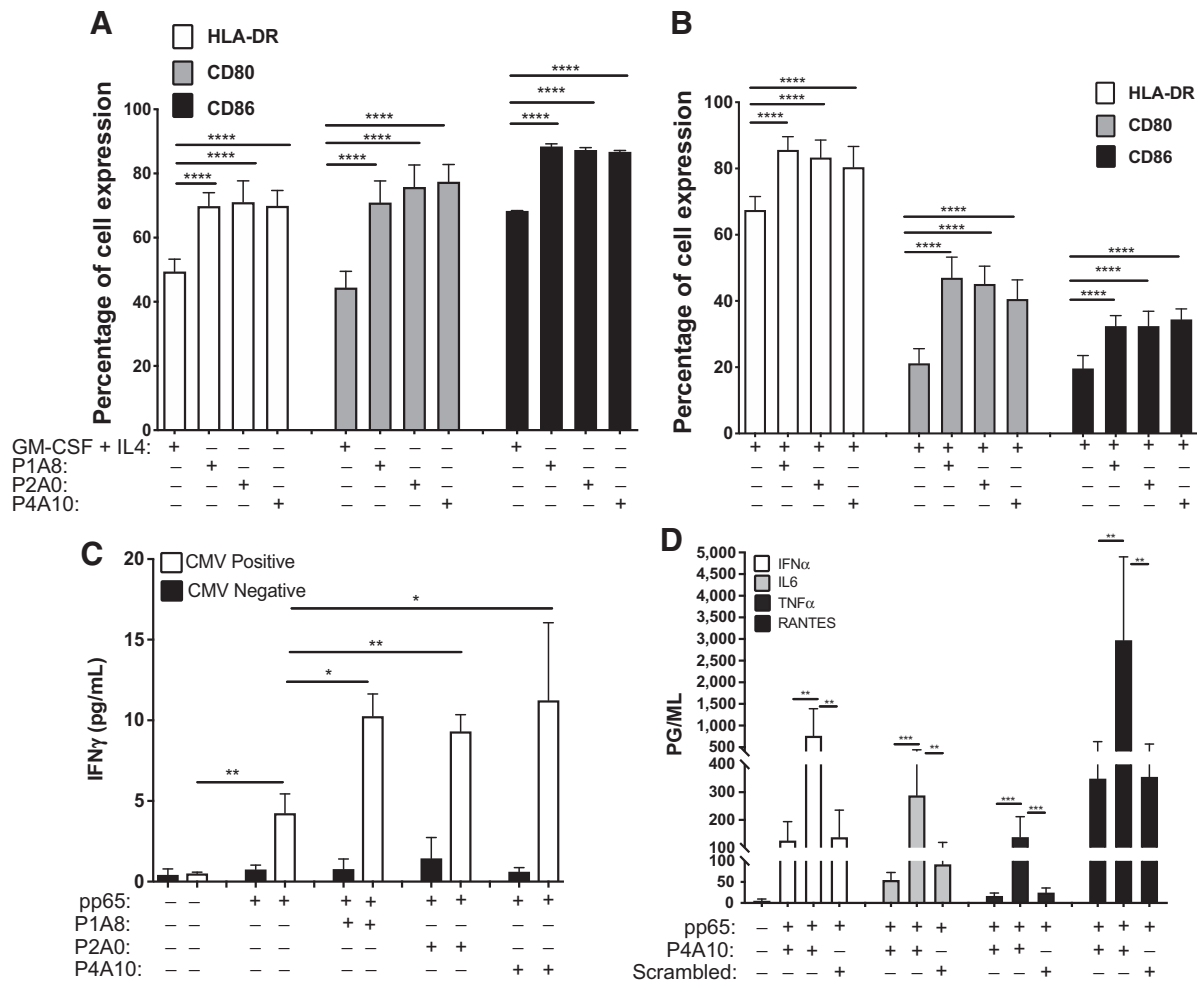 A
HLA-DR
CD80
CD86
Percentage of cell expression
100
80
60
40
20
0
**** **** ****
**** **** ****
**** **** ****
GM-CSF + IL4: + – – – + – – – + – – –
P1A8: – + – – – + – – – + – –
P2A0: – – + – – – + – – – + –
P4A10: – – – + – – – + – – – +
B
HLA-DR
CD80
CD86
Percentage of cell expression
100
80
60
40
20
0
**** **** ****
**** **** ****
**** **** ****
+ + + + + + + + + + + +
– + – – – + – – – + – –
– – + – – – + – – – + –
– – – + – – – + – – – +
C
CMV Positive
CMV Negative
IFNγ (pg/mL)
20
15
10
5
0
** * ** *
pp65: – – + + + + + + + +
P1A8: – – – – + + – – – –
P2A0: – – – – – – + + – –
P4A10: – – – – – – – – + +
D
IFNα
IL6
TNFα
RANTES
PG/ML
5,000
4,500
4,000
3,500
3,000
2,500
2,000
1,500
1,000
500
400
300
200
100
100
50
0
** ** *** ** *** *** ** **
pp65: – + + + + + + + + + + + +
P4A10: – + + – + + – + + – + + –
Scrambled: – – – + – – + – – + – – +